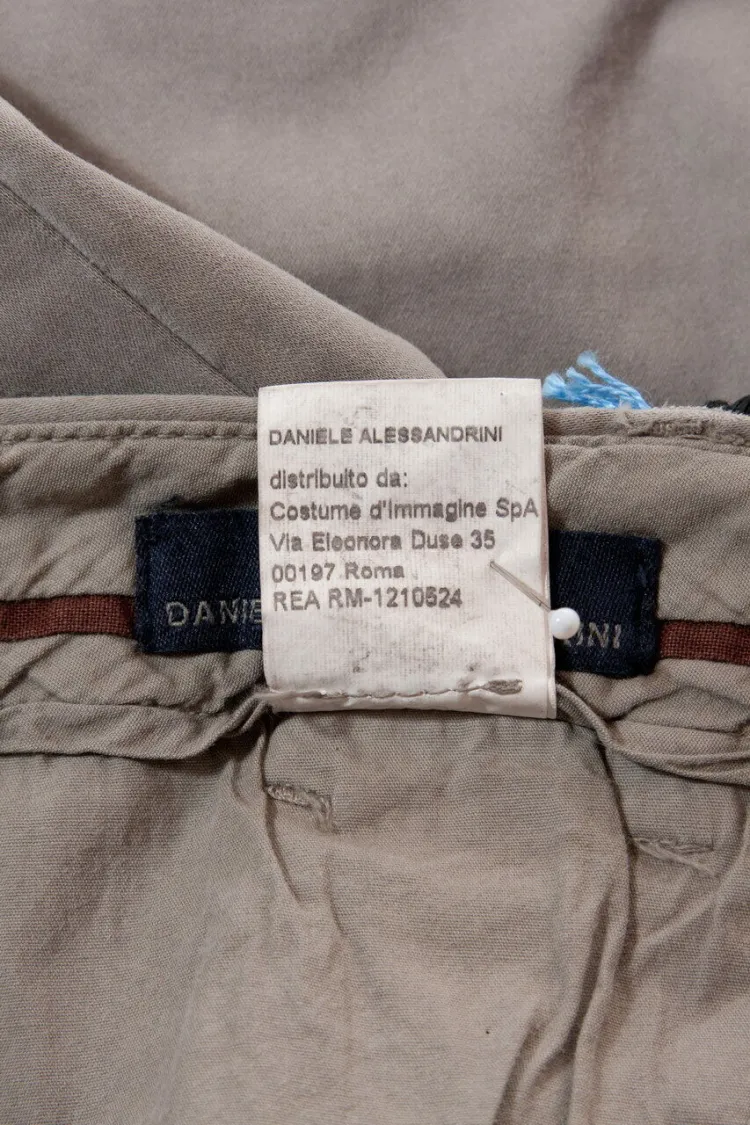 DANIELE ALESSANDRINI
distribuito da:
Costume d'Immagine SpA
Via Eleonora Duse 35
00197 Roma
REA RM-1210524
DANIE
INI